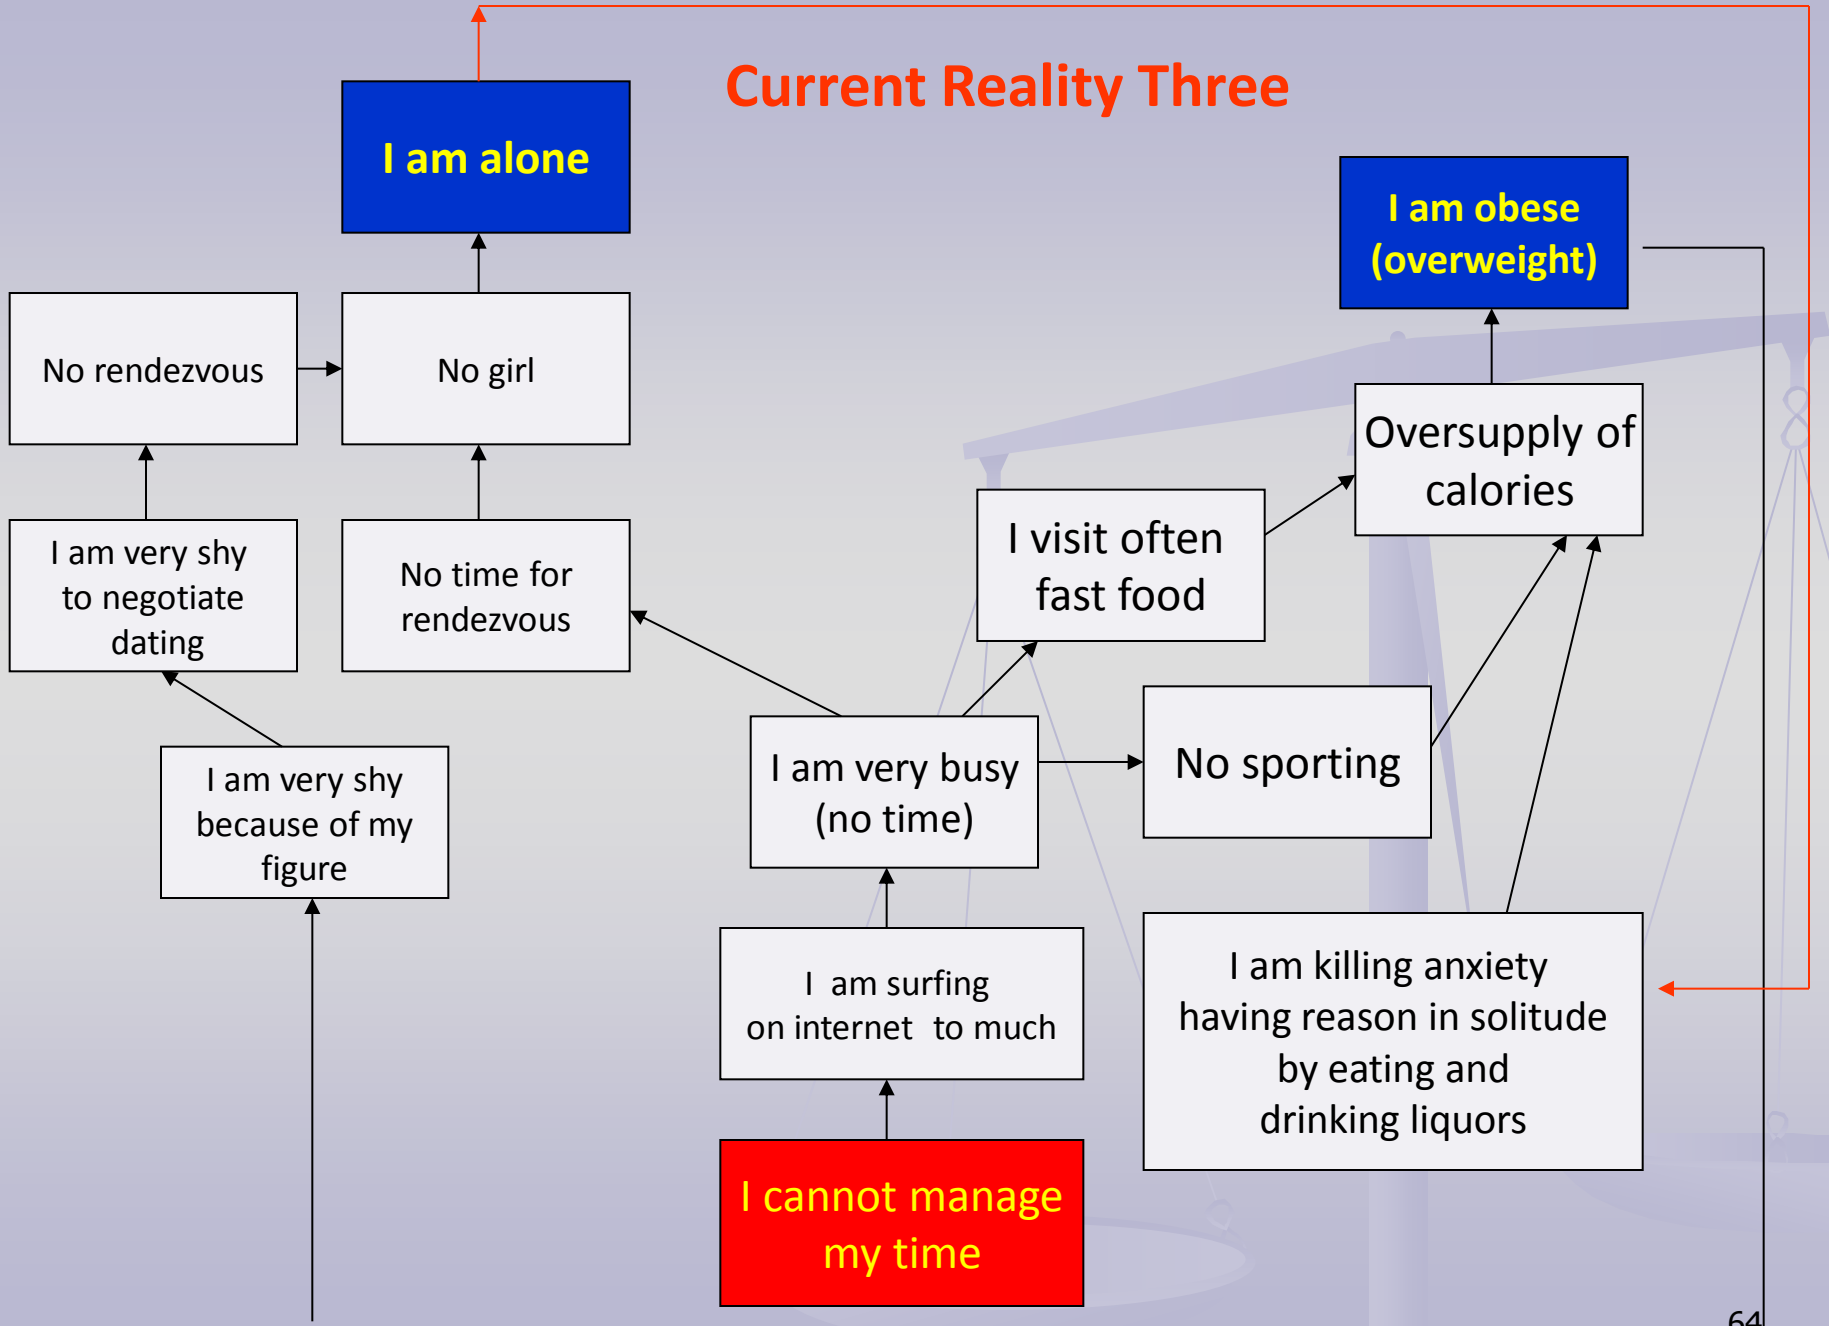 Current Reality Three
I am alone
I am obese
(overweight)
No rendezvous
No girl
Oversupply of
calories
I am very shy
to negotiate
dating
No time for
rendezvous
I visit often
fast food
I am very shy
because of my
figure
I am very busy
(no time)
No sporting
I am surfing
on internet to much
I am killing anxiety
having reason in solitude
by eating and
drinking liquors
I cannot manage
my time
64